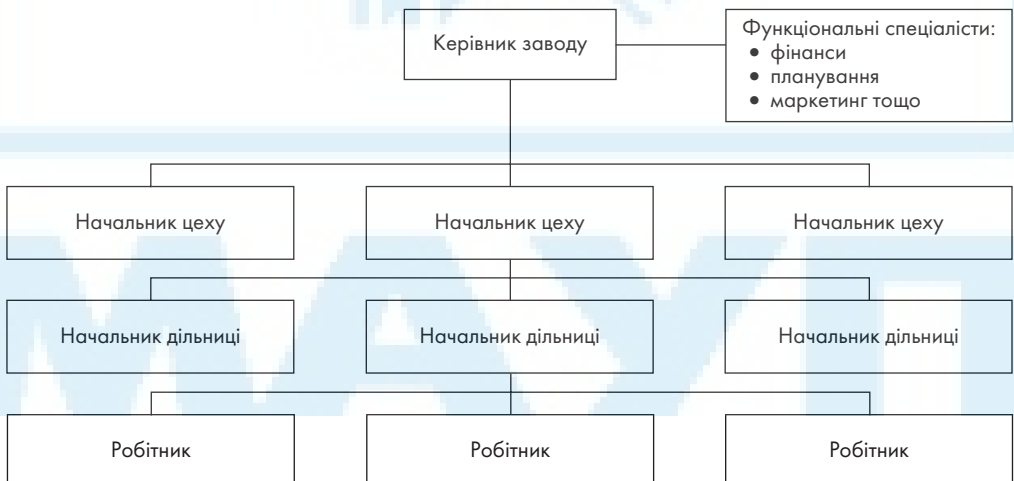 Керівник заводу
Функціональні спеціалісти:
• фінанси
• планування
• маркетинг тощо
Начальник цеху
Начальник цеху
Начальник цеху
Начальник дільниці
Начальник дільниці
Начальник дільниці
Робітник
Робітник
Робітник
МАУП